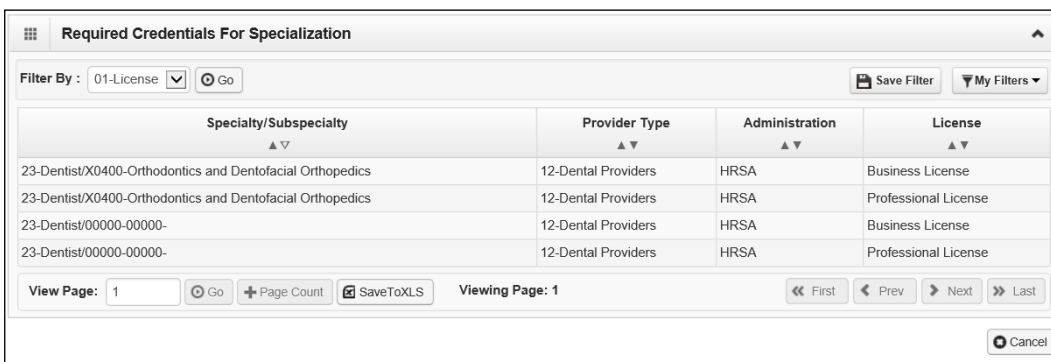 Required Credentials For Specialization
Filter By : 01-License Go Save Filter My Filters
Specialty/Subspecialty Provider Type Administration License
23-Dentist/X0400-Orthodontics and Dentofacial Orthopedics 12-Dental Providers HRSA Business License
23-Dentist/X0400-Orthodontics and Dentofacial Orthopedics 12-Dental Providers HRSA Professional License
23-Dentist/00000-00000- 12-Dental Providers HRSA Business License
23-Dentist/00000-00000- 12-Dental Providers HRSA Professional License
View Page: 1 Go Page Count SaveToXLS Viewing Page: 1 First Prev Next Last
Cancel